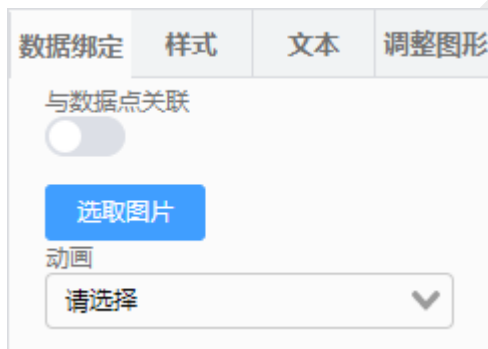 数据绑定 样式 文本 调整图形
与数据点关联
选取图片
动画
请选择